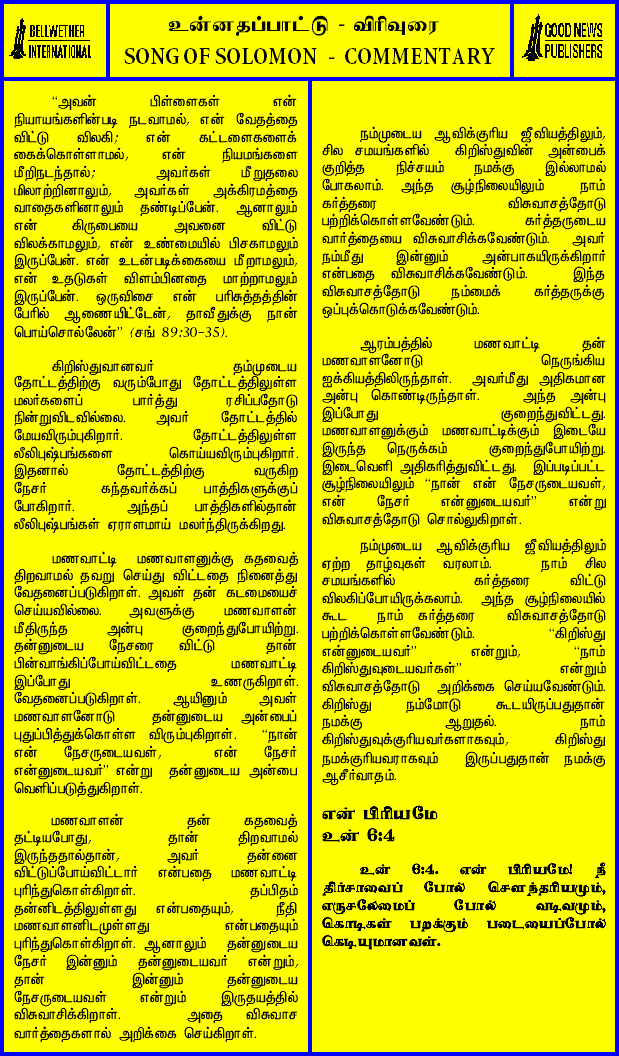 BELLWETHER
INTERNATIONAL
உன்னதப்பாட்டு - விரிவுரை
SONG OF SOLOMON - COMMENTARY
GOOD NEWS
PUBLISHERS
“அவன் பிள்ளைகள் என்
நியாயங்களின்படி நடவாமல், என் வேதத்தை
விட்டு விலகி; என் கட்டளைகளைக்
கைக்கொள்ளாமல், என் நியமங்களை
மீறிநடந்தால்; அவர்கள் மீறுதலை
மிலாற்றினாலும், அவர்கள் அக்கிரமத்தை
வாதைகளினாலும் தண்டிப்பேன். ஆனாலும்
என் கிருபையை அவனை விட்டு
விலக்காமலும், என் உண்மையில் பிசகாமலும்
இருப்பேன். என் உடன்படிக்கையை மீறாமலும்,
என் உதடுகள் விளம்பினதை மாற்றாமலும்
இருப்பேன். ஒருவிசை என் பரிசுத்தத்தின்
பேரில் ஆணையிட்டேன், தாவீதுக்கு நான்
பொய்சொல்லேன்” (சங் 89:30-35).
கிறிஸ்துவானவர் தம்முடைய
தோட்டத்திற்கு வரும்போது தோட்டத்திலுள்ள
மலர்களைப் பார்த்து ரசிப்பதோடு
நின்றுவிடவில்லை. அவர் தோட்டத்தில்
மேயவிரும்புகிறார். தோட்டத்திலுள்ள
லீலிபுஷ்பங்களை கொய்யவிரும்புகிறார்.
இதனால் தோட்டத்திற்கு வருகிற
நேசர் கந்தவர்க்கப் பாத்திகளுக்குப்
போகிறார். அந்தப் பாத்திகளில்தான்
லீலிபுஷ்பங்கள் ஏராளமாய் மலர்ந்திருக்கிறது.
மணவாட்டி மணவாளனுக்கு கதவைத்
திறவாமல் தவறு செய்து விட்டதை நினைத்து
வேதனைப்படுகிறாள். அவள் தன் கடமையைச்
செய்யவில்லை. அவளுக்கு மணவாளன்
மீதிருந்த அன்பு குறைந்துபோயிற்று.
தன்னுடைய நேசரை விட்டு தான்
பின்வாங்கிப்போய்விட்டதை மணவாட்டி
இப்போது உணருகிறாள்.
வேதனைப்படுகிறாள். ஆயினும் அவள்
மணவாளனோடு தன்னுடைய அன்பைப்
புதுப்பித்துக்கொள்ள விரும்புகிறாள். “நான்
என் நேசருடையவள், என் நேசர்
என்னுடையவர்” என்று தன்னுடைய அன்பை
வெளிப்படுத்துகிறாள்.
மணவாளன் தன் கதவைத்
தட்டியபோது, தான் திறவாமல்
இருந்ததால்தான், அவர் தன்னை
விட்டுப்போய்விட்டார் என்பதை மணவாட்டி
புரிந்துகொள்கிறாள். தப்பிதம்
தன்னிடத்திலுள்ளது என்பதையும், நீதி
மணவாளனிடமுள்ளது என்பதையும்
புரிந்துகொள்கிறாள். ஆனாலும் தன்னுடைய
நேசர் இன்னும் தன்னுடையவர் என்றும்,
தான் இன்னும் தன்னுடைய
நேசருடையவள் என்றும் இருதயத்தில்
விசுவாசிக்கிறாள். அதை விசுவாச
வார்த்தைகளால் அறிக்கை செய்கிறாள்.
நம்முடைய ஆவிக்குரிய ஜீவியத்திலும்,
சில சமயங்களில் கிறிஸ்துவின் அன்பைக்
குறித்த நிச்சயம் நமக்கு இல்லாமல்
போகலாம். அந்த சூழ்நிலையிலும் நாம்
கர்த்தரை விசுவாசத்தோடு
பற்றிக்கொள்ளவேண்டும். கர்த்தருடைய
வார்த்தையை விசுவாசிக்கவேண்டும். அவர்
நம்மீது இன்னும் அன்பாகயிருக்கிறார்
என்பதை விசுவாசிக்கவேண்டும். இந்த
விசுவாசத்தோடு நம்மைக் கர்த்தருக்கு
ஒப்புக்கொடுக்கவேண்டும்.
ஆரம்பத்தில் மணவாட்டி தன்
மணவாளனோடு நெருங்கிய
ஐக்கியத்திலிருந்தாள். அவர்மீது அதிகமான
அன்பு கொண்டிருந்தாள். அந்த அன்பு
இப்போது குறைந்துவிட்டது.
மணவாளனுக்கும் மணவாட்டிக்கும் இடையே
இருந்த நெருக்கம் குறைந்துபோயிற்று.
இடைவெளி அதிகரித்துவிட்டது. இப்படிப்பட்ட
சூழ்நிலையிலும் “நான் என் நேசருடையவள்,
என் நேசர் என்னுடையவர்” என்று
விசுவாசத்தோடு சொல்லுகிறாள்.
நம்முடைய ஆவிக்குரிய ஜீவியத்திலும்
ஏற்ற தாழ்வுகள் வரலாம். நாம் சில
சமயங்களில் கர்த்தரை விட்டு
விலகிப்போயிருக்கலாம். அந்த சூழ்நிலையில்
கூட நாம் கர்த்தரை விசுவாசத்தோடு
பற்றிக்கொள்ளவேண்டும். “கிறிஸ்து
என்னுடையவர்” என்றும், “நாம்
கிறிஸ்துவுடையவர்கள்” என்றும்
விசுவாசத்தோடு அறிக்கை செய்யவேண்டும்.
கிறிஸ்து நம்மோடு கூடயிருப்பதுதான்
நமக்கு ஆறுதல். நாம்
கிறிஸ்துவுக்குரியவர்களாகவும், கிறிஸ்து
நமக்குரியவராகவும் இருப்பதுதான் நமக்கு
ஆசீர்வாதம்.
என் பிரியமே
உன் 6:4
உன் 6:4. என் பிரியமே! நீ
திர்சாவைப் போல் சௌந்தரியமும்,
எருசலேமைப் போல் வடிவமும்,
கொடிகள் பறக்கும் படையைப்போல்
கெடியுமானவள்.